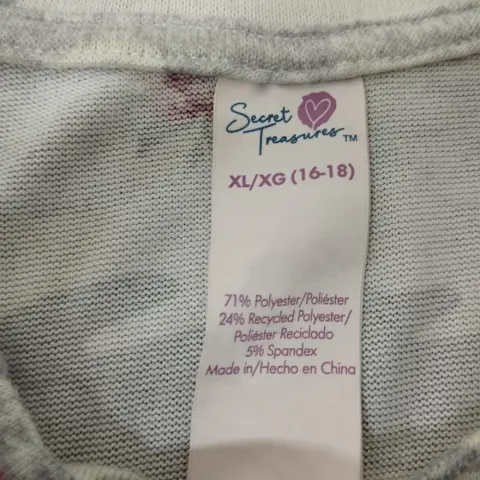 Secret
Treasures™
XL/XG (16-18)
71% Polyester/Poliéster
24% Recycled Polyester/
Poliéster Reciclado
5% Spandex
Made in/Hecho en China